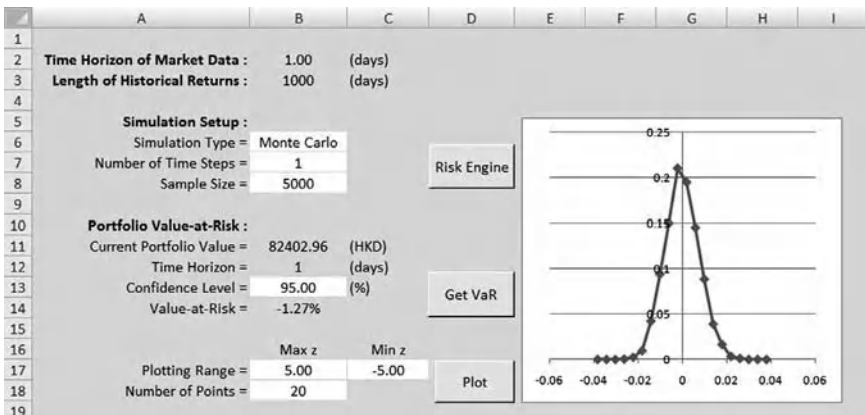 A B C D E F G H I
1
2 Time Horizon of Market Data : 1.00 (days)
3 Length of Historical Returns : 1000 (days)
4
5 Simulation Setup :
6 Simulation Type = Monte Carlo
7 Number of Time Steps = 1
8 Sample Size = 5000
9
10 Portfolio Value-at-Risk :
11 Current Portfolio Value = 82402.96 (HKD)
12 Time Horizon = 1 (days)
13 Confidence Level = 95.00 (%)
14 Value-at-Risk = -1.27%
15
16 Max z Min z
17 Plotting Range = 5.00 -5.00
18 Number of Points = 20
19
Risk Engine
Get VaR
Plot
0.25
0.2
0.15
0.1
0.05
0
-0.06 -0.04 -0.02 0 0.02 0.04 0.06